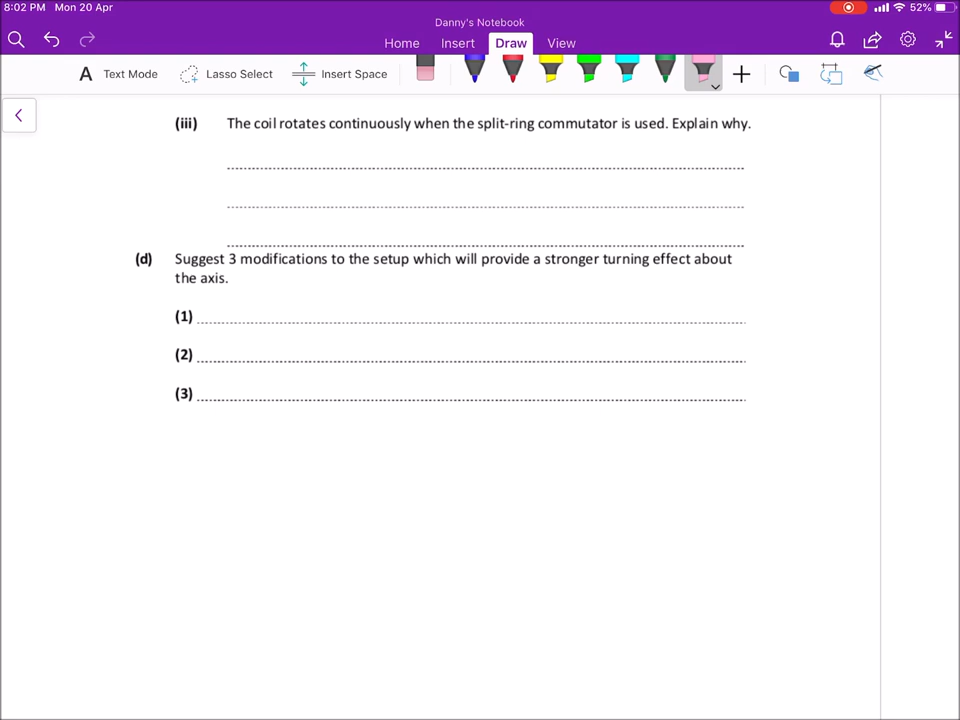 8:02 PM Mon 20 Apr
52%
Danny's Notebook
Home Insert Draw View
A Text Mode Lasso Select Insert Space
(iii) The coil rotates continuously when the split-ring commutator is used. Explain why.
(d) Suggest 3 modifications to the setup which will provide a stronger turning effect about
the axis.
(1)
(2)
(3)